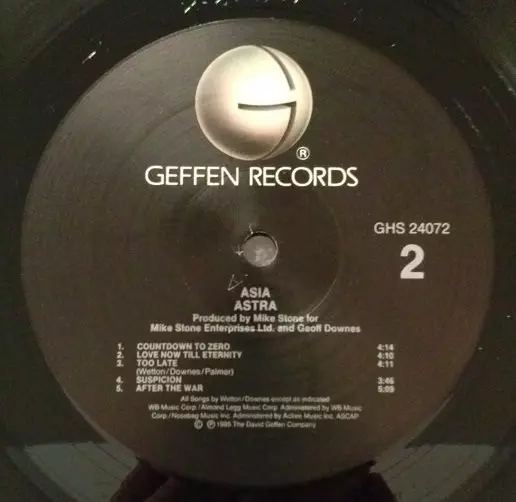 ®
GEFFEN RECORDS
GHS 24072
2
ASIA
ASTRA
Produced by Mike Stone for
Mike Stone Enterprises Ltd. and Geoff Downes
1. COUNTDOWN TO ZERO 4:14
2. LOVE NOW TILL ETERNITY 4:10
3. TOO LATE 4:11
(Wetton/Downes/Palmer)
4. SUSPICION 3:46
5. AFTER THE WAR 5:09
All Songs by Wetton/Downes except as indicated
WB Music Corp./Almond Legg Music Corp. Administered by WB Music
Corp./Nosebag Music Inc. Administered by Ackee Music Inc. ASCAP
© ℗ 1985 The David Geffen Company